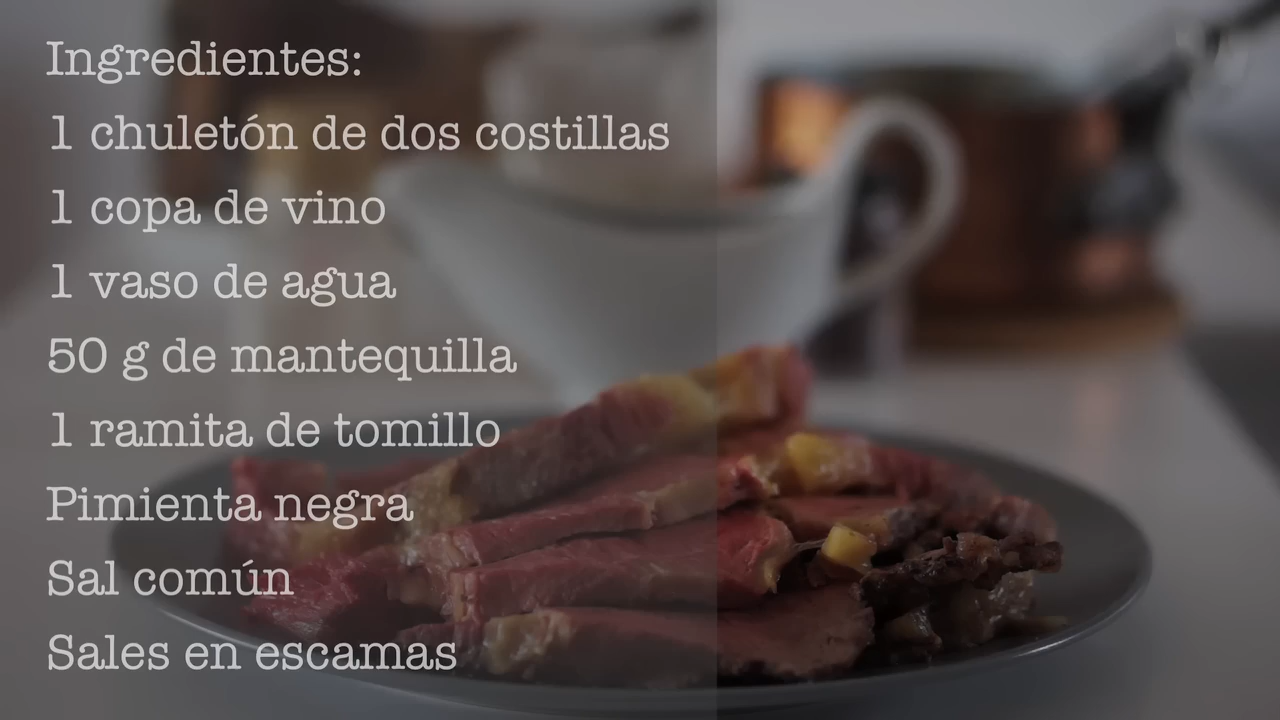 Ingredientes:
1 chuletón de dos costillas
1 copa de vino
1 vaso de agua
50 g de mantequilla
1 ramita de tomillo
Pimienta negra
Sal común
Sales en escamas